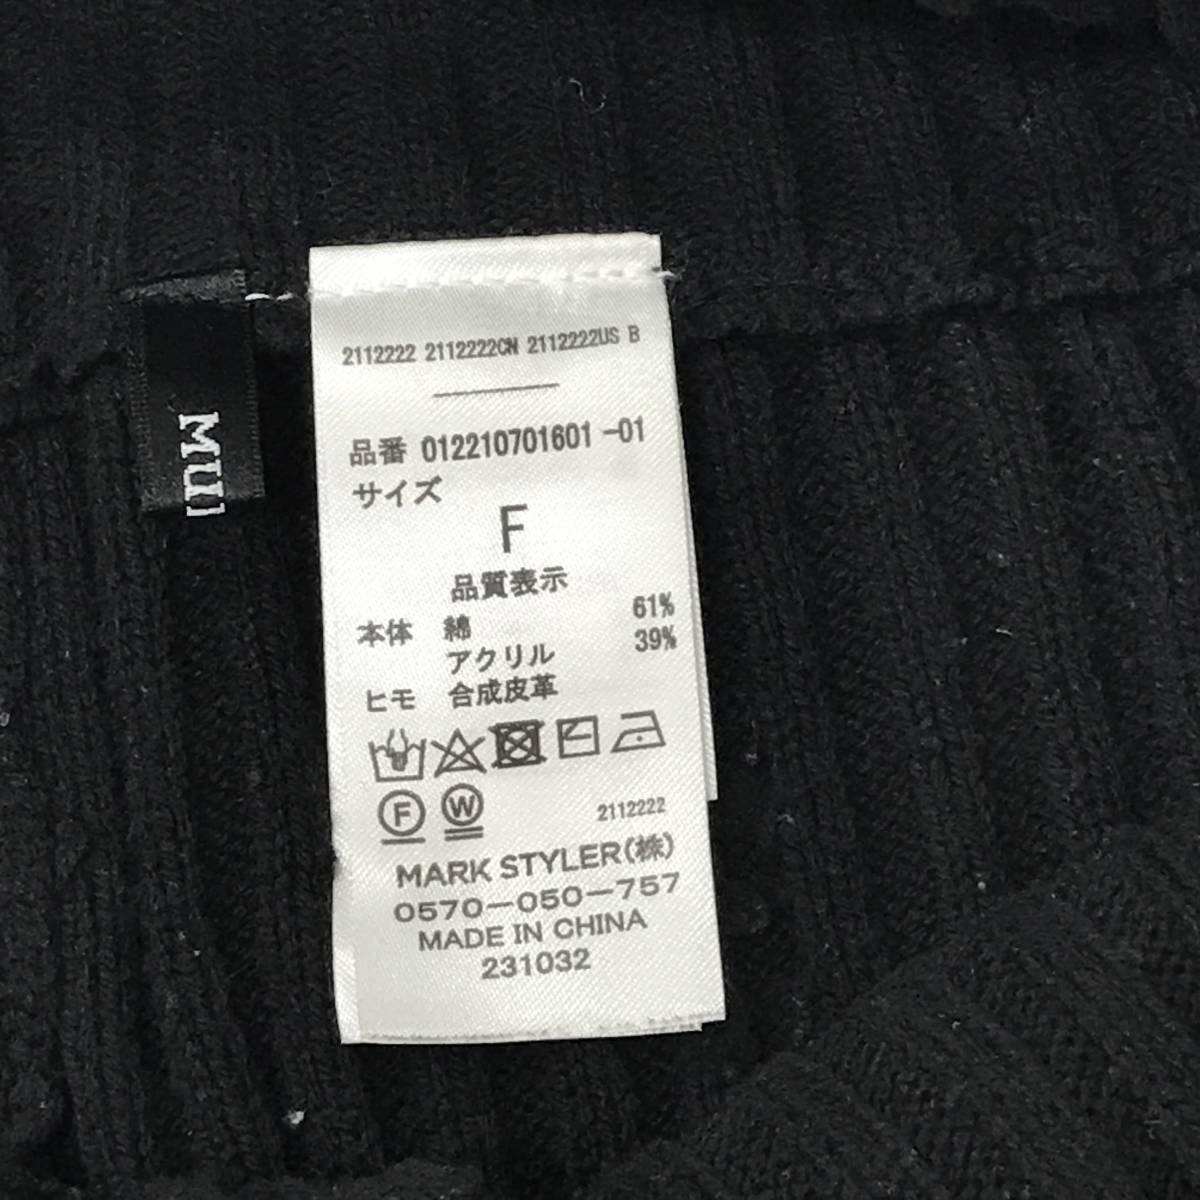 2112222 2112222CN 2112222US B
品番 012210701601 -01
サイズ
F
品質表示
本体 綿 61%
アクリル 39%
ヒモ 合成皮革
F W 2112222
MARK STYLER(株)
0570-050-757
MADE IN CHINA
231032
MU